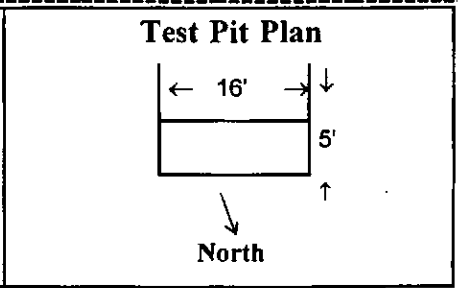 Test Pit Plan
← 16' → ↓
5'
↑
North